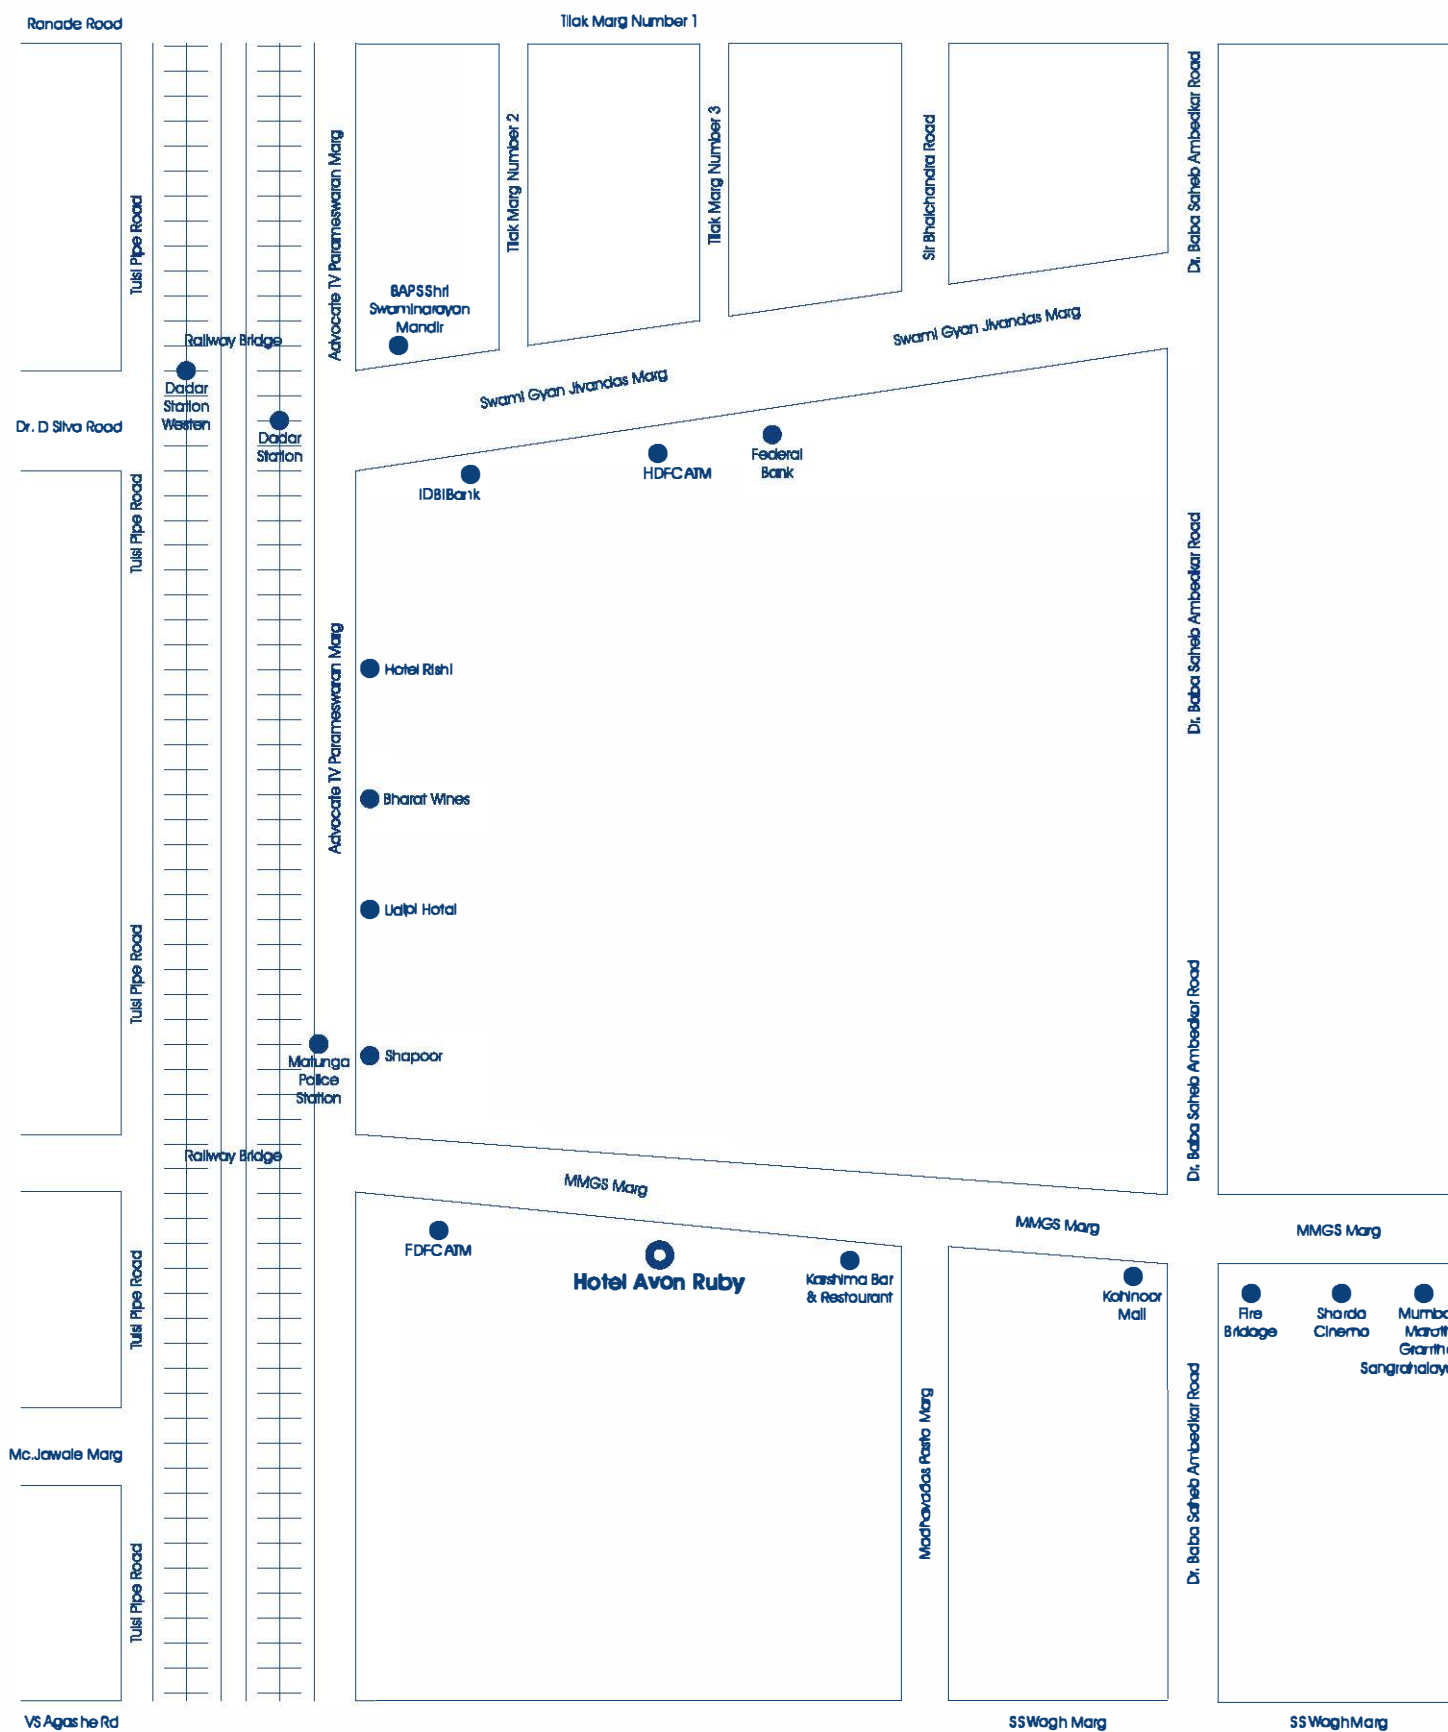 Ranade Road
Tilak Marg Number 1
Dr. Baba Saheb Ambedkar Road
Tilak Marg Number 2
Tilak Marg Number 3
Sir Bhalchandra Road
Advocate TV Parameswaran Marg
Tulsi Pipe Road
BAPS Shri
Swaminarayan
Mandir
Railway Bridge
Swami Gyan Jivandas Marg
Swami Gyan Jivandas Marg
Dadar
Station
Western
Dr. D Silva Road
Dadar
Station
IDBI Bank
HDFC ATM
Federal
Bank
Tulsi Pipe Road
Dr. Baba Saheb Ambedkar Road
Advocate TV Parameswaran Marg
Hotel Rishi
Bharat Wines
Udipi Hotal
Tulsi Pipe Road
Dr. Baba Saheb Ambedkar Road
Matunga
Police
Station
Shapoor
Railway Bridge
MMGS Marg
MMGS Marg
MMGS Marg
FDFC ATM
Hotel Avon Ruby
Karishma Bar
& Restourant
Kohinoor
Mall
Fire
Bridage
Sharda
Cinema
Sangrahalaya
Tulsi Pipe Road
Mc.Jawale Marg
Dr. Baba Saheb Ambedkar Road
Tulsi Pipe Road
VS Agashe Rd
SS Wagh Marg
SS Wagh Marg